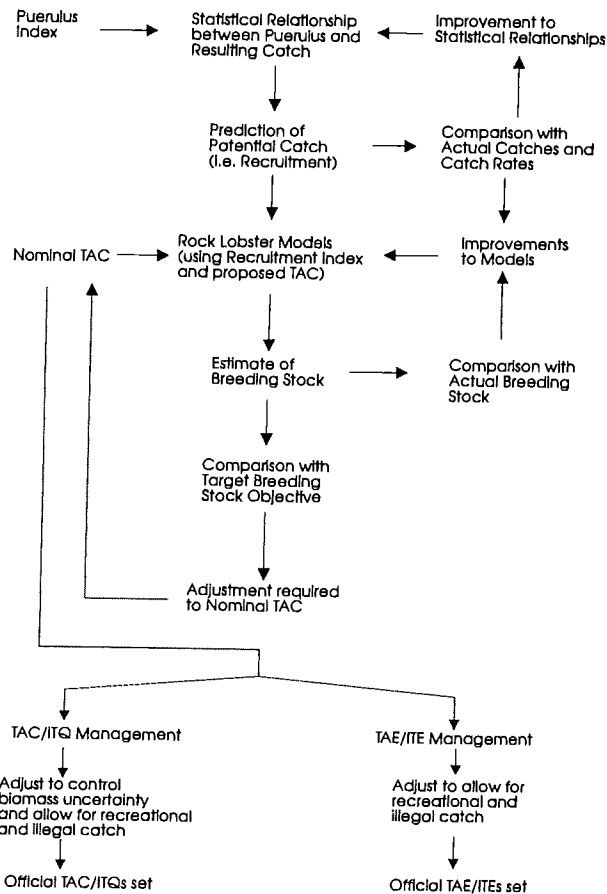 Puerulus
Index
Statistical Relationship
between Puerulus and
Resulting Catch
Improvement to
Statistical Relationships
Prediction of
Potential Catch
(i.e. Recruitment)
Comparison with
Actual Catches and
Catch Rates
Nominal TAC
Rock Lobster Models
(using Recruitment Index
and proposed TAC)
Improvements
to Models
Estimate of
Breeding Stock
Comparison with
Actual Breeding
Stock
Comparison with
Target Breeding
Stock Objective
Adjustment required
to Nominal TAC
TAC/ITQ Management
TAE/ITE Management
Adjust to control
biomass uncertainty
and allow for recreational
and illegal catch
Adjust to allow for
recreational and
illegal catch
Official TAC/ITQs set
Official TAE/ITEs set